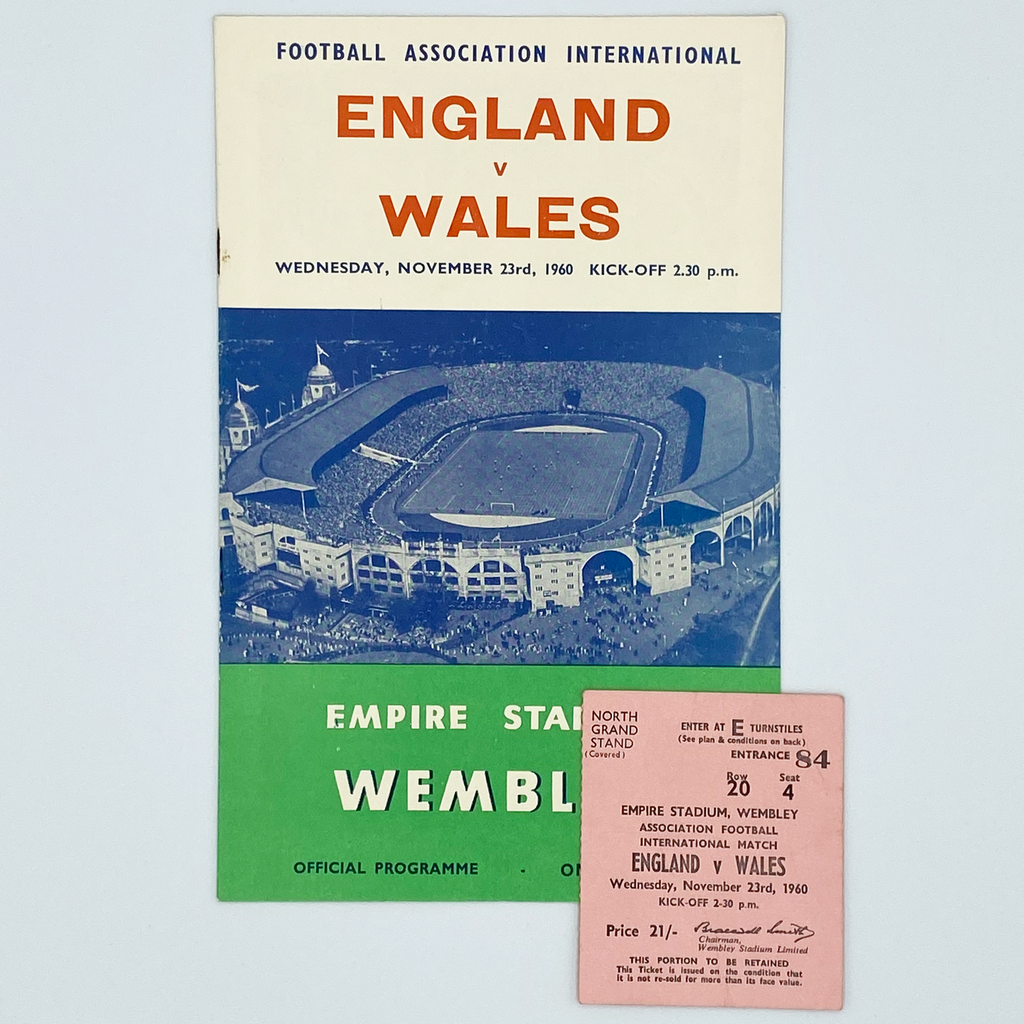 FOOTBALL ASSOCIATION INTERNATIONAL
ENGLAND
v
WALES
WEDNESDAY, NOVEMBER 23rd, 1960 KICK-OFF 2.30 p.m.
EMPIRE STAD
WEMBL
OFFICIAL PROGRAMME - ON
NORTH
GRAND
STAND
(Covered)
ENTER AT E TURNSTILES
(See plan & conditions on back)
ENTRANCE 84
Row Seat
20 4
EMPIRE STADIUM, WEMBLEY
ASSOCIATION FOOTBALL
INTERNATIONAL MATCH
ENGLAND v WALES
Wednesday, November 23rd, 1960
KICK-OFF 2-30 p.m.
Price 21/- Bracewell Smith
Chairman,
Wembley Stadium Limited
THIS PORTION TO BE RETAINED
This Ticket is issued on the condition that
it is not re-sold for more than its face value.